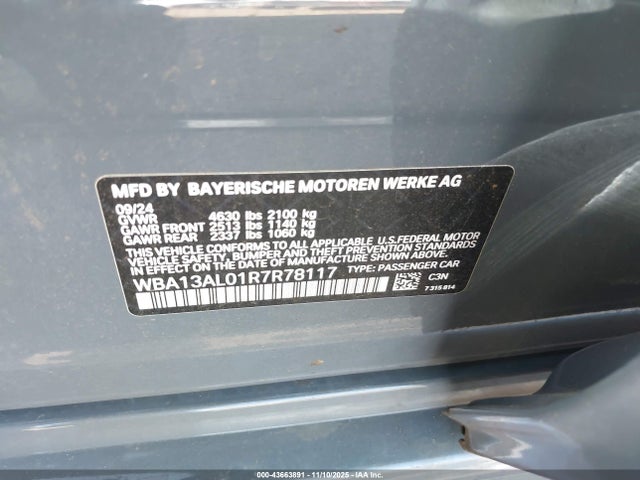 MFD BY BAYERISCHE MOTOREN WERKE AG
09/24
GVWR 4630 lbs 2100 kg
GAWR FRONT 2513 lbs 1140 kg
GAWR REAR 2337 lbs 1060 kg
THIS VEHICLE CONFORMS TO ALL APPLICABLE U.S.FEDERAL MOTOR
VEHICLE SAFETY, BUMPER, AND THEFT PREVENTION STANDARDS
IN EFFECT ON THE DATE OF MANUFACTURE SHOWN ABOVE.
WBA13AL01R7R78117 TYPE: PASSENGER CAR
C3N
7 315 814
000-43663891 - 11/10/2025 - IAA, Inc.